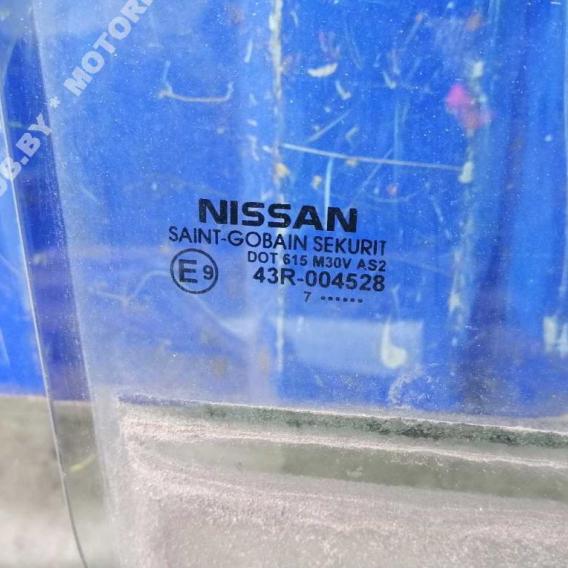 NISSAN
SAINT-GOBAIN SEKURIT
DOT 615 M30V AS2
E9 43R-004528
7 ······